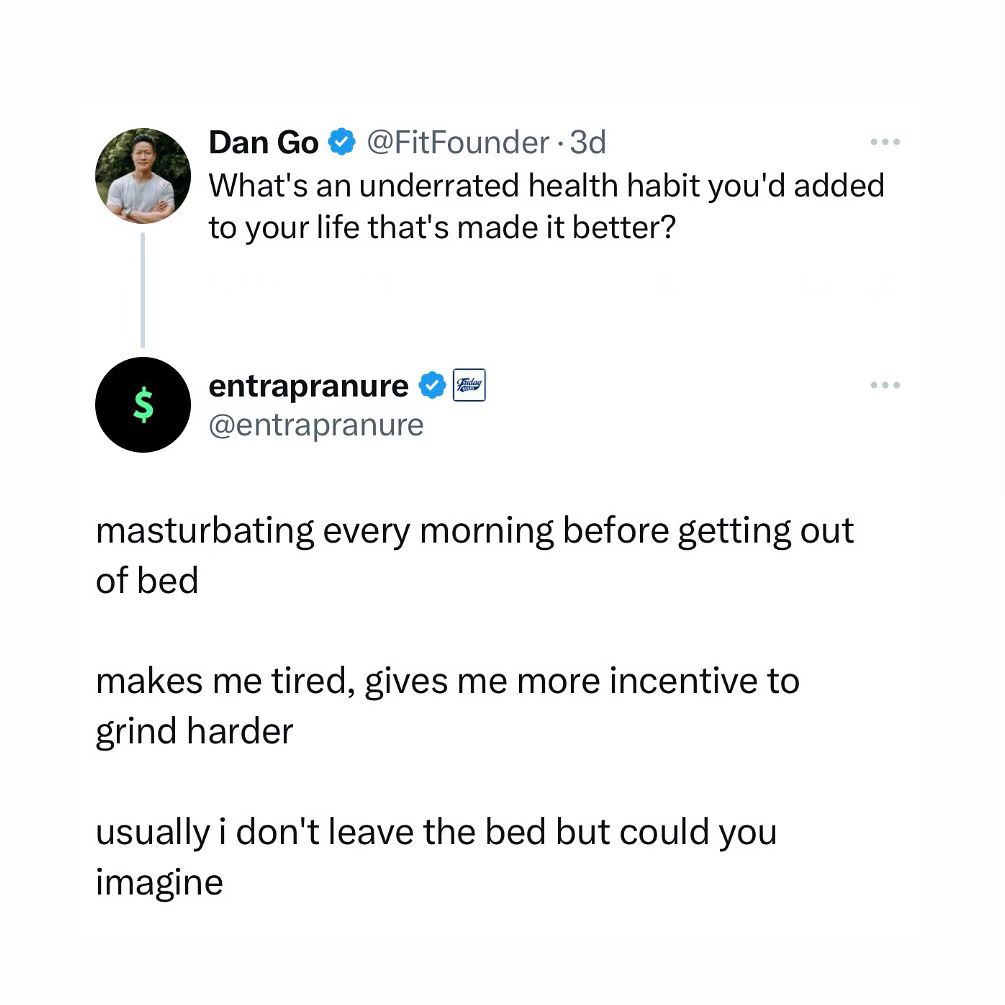 Dan Go @FitFounder · 3d
What's an underrated health habit you'd added
to your life that's made it better?
$
entrapranure
@entrapranure
masturbating every morning before getting out
of bed
makes me tired, gives me more incentive to
grind harder
usually i don't leave the bed but could you
imagine